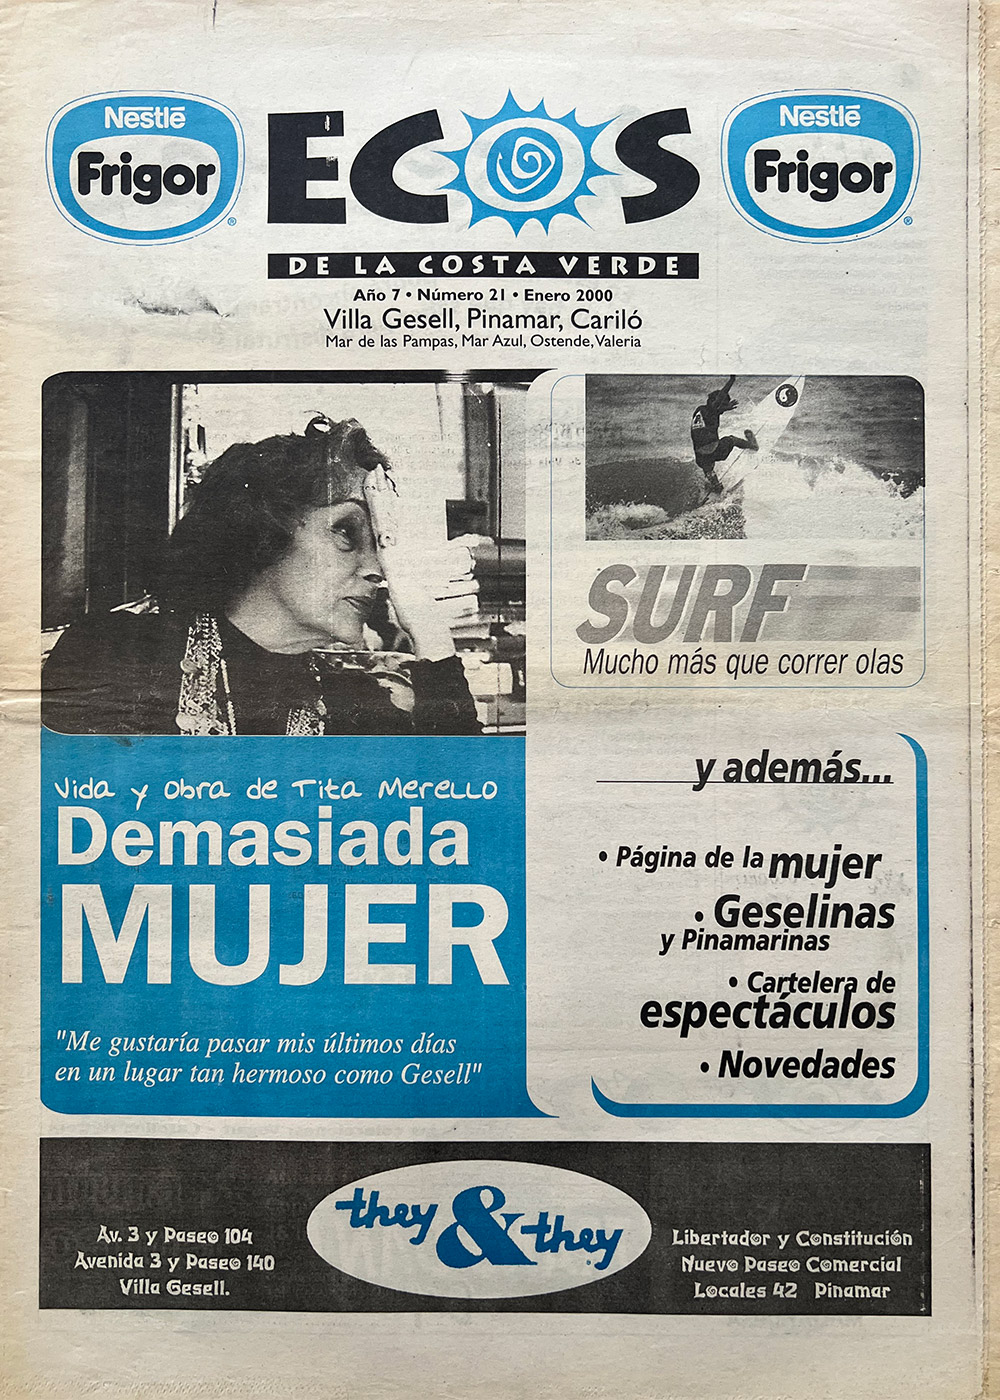 Nestlé
Frigor
®
ECOS
Nestlé
Frigor
®
DE LA COSTA VERDE
Año 7 • Número 21 • Enero 2000
Villa Gesell, Pinamar, Cariló
Mar de las Pampas, Mar Azul, Ostende, Valeria
SURF
Mucho más que correr olas
Vida y Obra de Tita Merello
Demasiada
MUJER
"Me gustaría pasar mis últimos días
en un lugar tan hermoso como Gesell"
y además...
• Página de la mujer
• Geselinas
y Pinamarinas
• Cartelera de
espectáculos
• Novedades
Av. 3 y Paseo 104
Avenida 3 y Paseo 140
Villa Gesell.
they & they
Libertador y Constitución
Nuevo Paseo Comercial
Locales 42 Pinamar